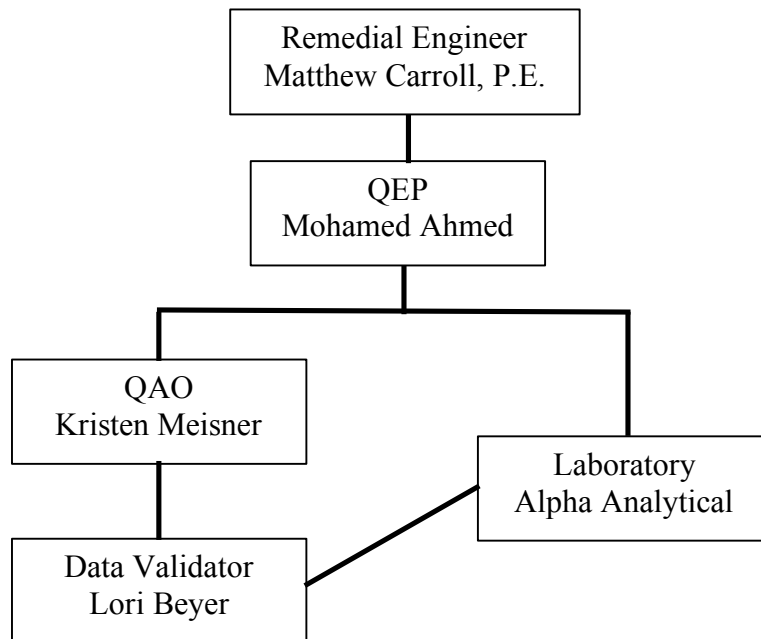 Remedial Engineer
Matthew Carroll, P.E.
QEP
Mohamed Ahmed
QAO
Kristen Meisner
Laboratory
Alpha Analytical
Data Validator
Lori Beyer